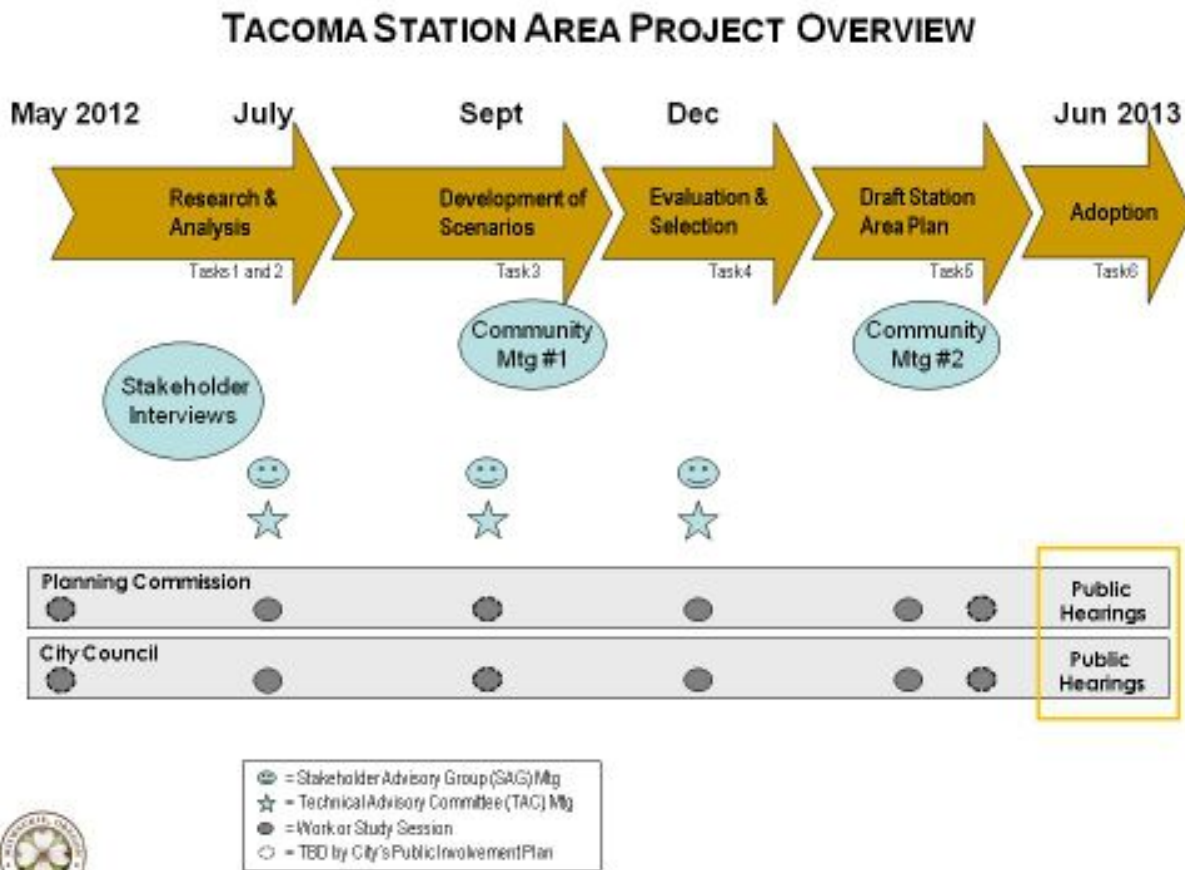 TACOMA STATION AREA PROJECT OVERVIEW
May 2012
July
Sept
Dec
Jun 2013
Research &
Analysis
Tasks 1 and 2
Development of
Scenarios
Task 3
Evaluation &
Selection
Task 4
Draft Station
Area Plan
Task 5
Adoption
Task 6
Stakeholder
Interviews
Community
Mtg #1
Community
Mtg #2
Planning Commission
Public
Hearings
City Council
Public
Hearings
= Stakeholder Advisory Group (SAG) Mtg
= Technical Advisory Committee (TAC) Mtg
= Work or Study Session
= TBD by City's Public Involvement Plan